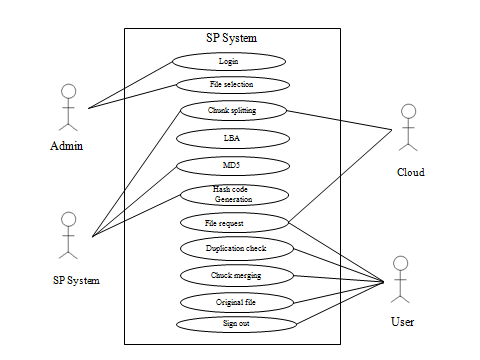 SP System
Login
File selection
Chunk splitting
LBA
MD5
Hash code
Generation
File request
Duplication check
Chuck merging
Original file
Sign out
Admin
SP System
Cloud
User